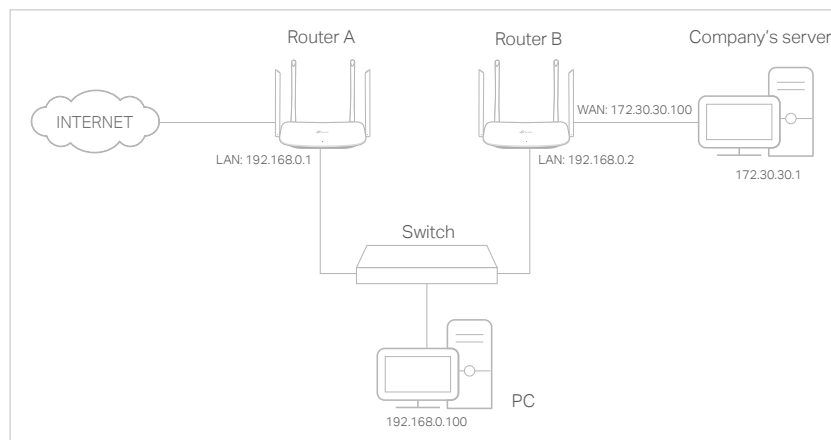 Router A
Router B
Company's server
INTERNET
WAN: 172.30.30.100
LAN: 192.168.0.1
LAN: 192.168.0.2
172.30.30.1
Switch
PC
192.168.0.100